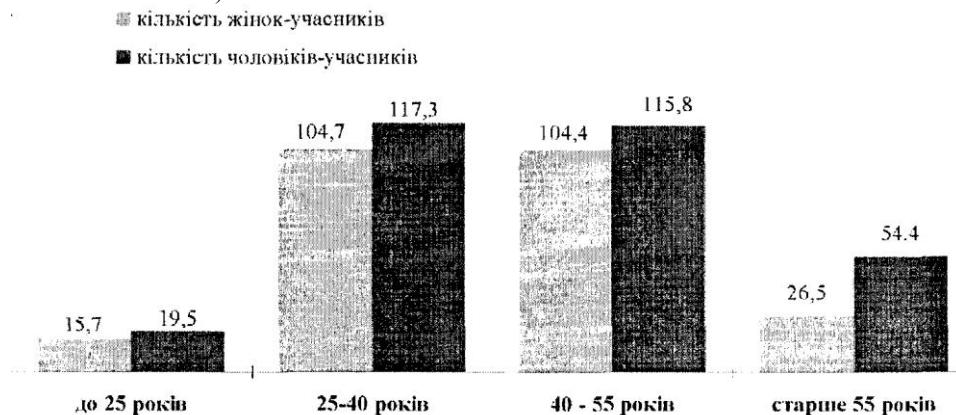 )
кількість жінок-учасників
кількість чоловіків-учасників
104,7 117,3 104,4 115,8
26,5 54.4
15,7 19,5
до 25 років 25-40 років 40 - 55 років старше 55 років